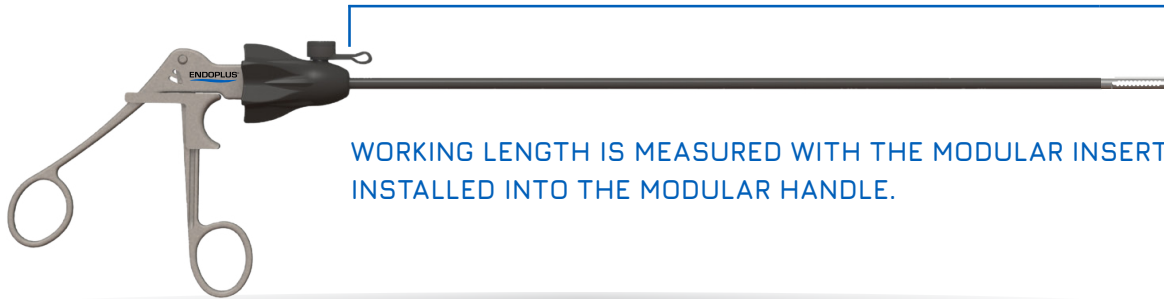 ENDOPLUS®
WORKING LENGTH IS MEASURED WITH THE MODULAR INSERT
INSTALLED INTO THE MODULAR HANDLE.